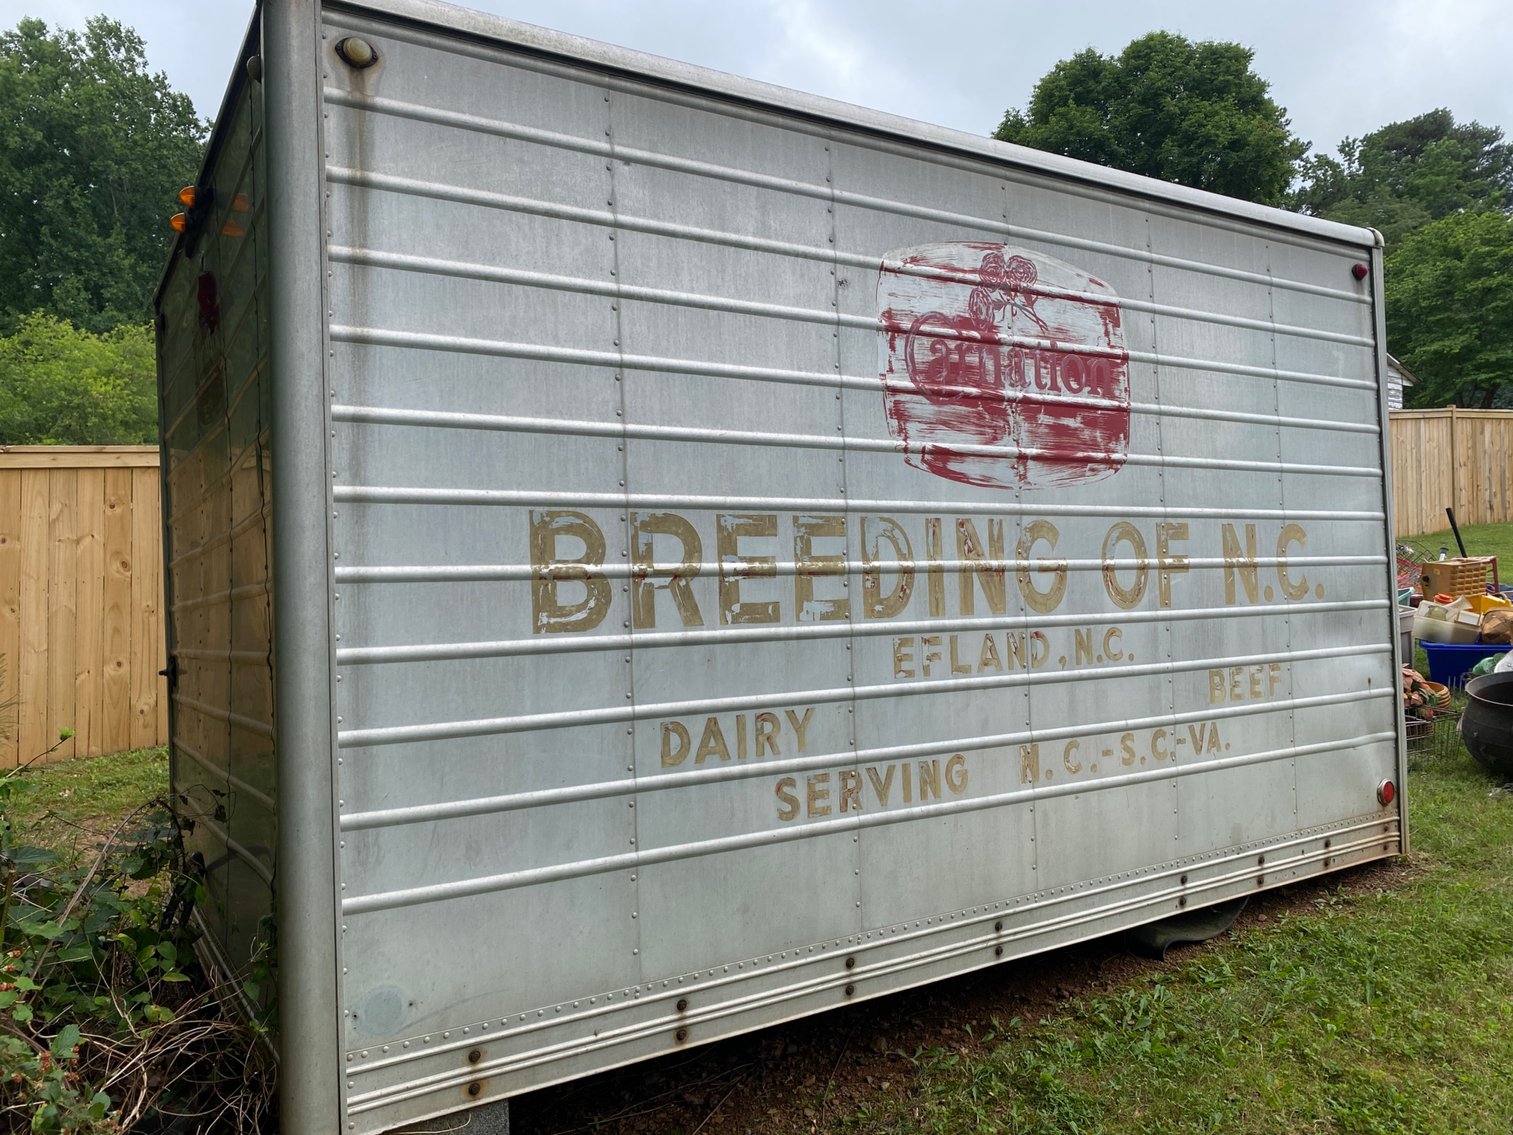 Carnation
BREEDING OF N.C.
EFLAND, N.C.
DAIRY BEEF
SERVING N.C.-S.C.-VA.